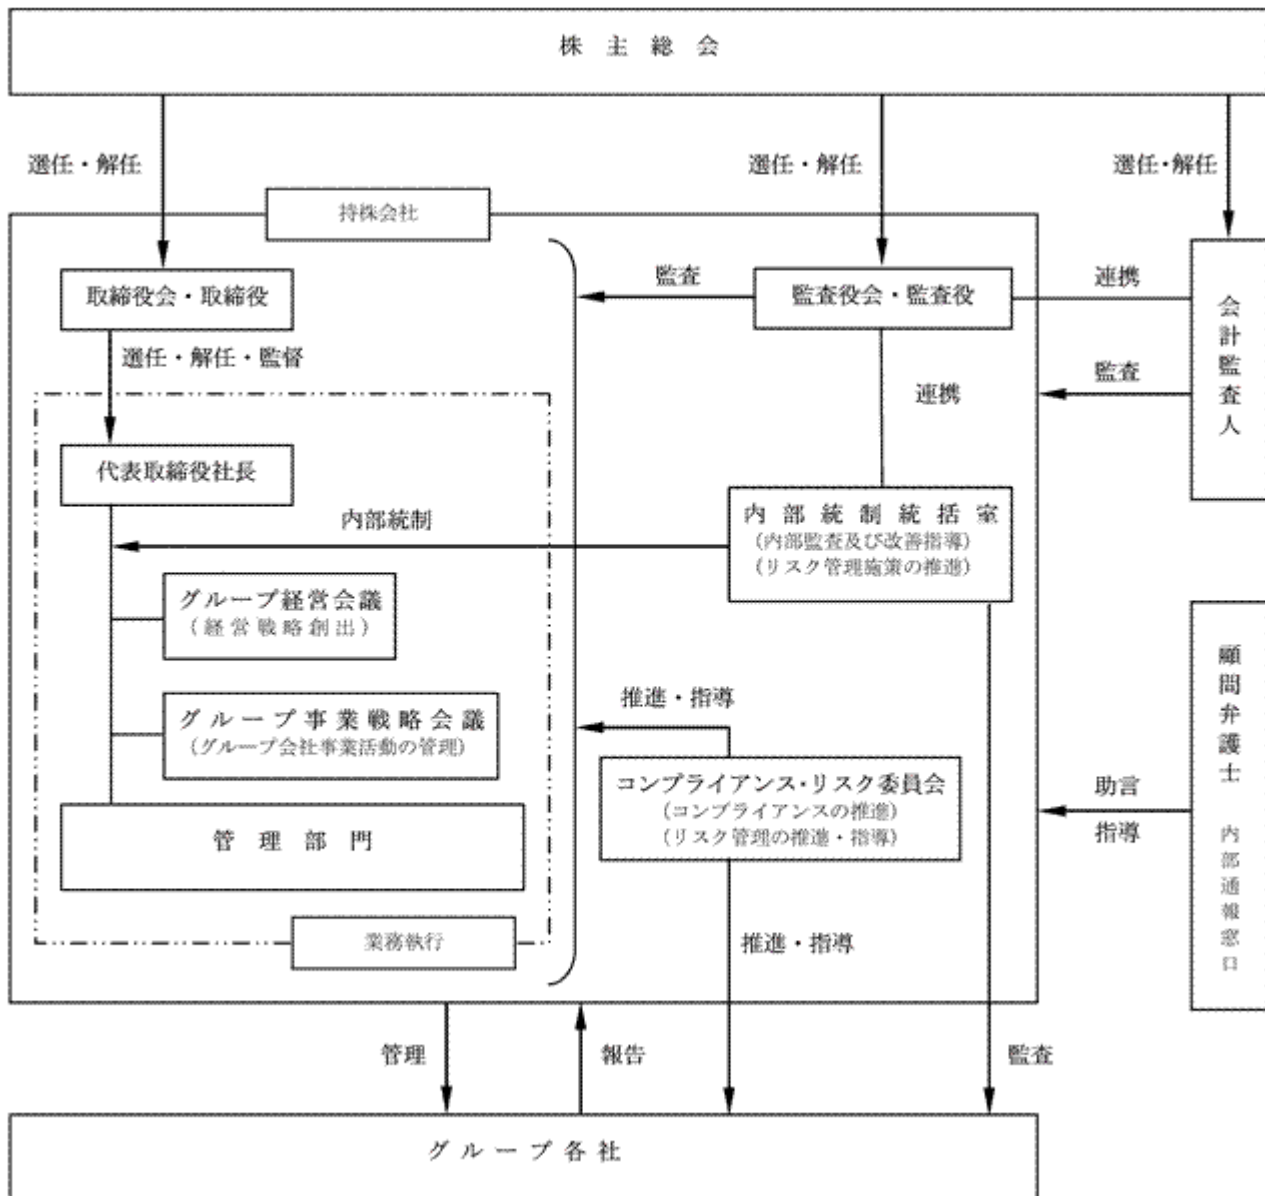 株主総会
選任・解任
選任・解任
選任・解任
持株会社
取締役会・取締役
監査
監査役会・監査役
連携
会計監査人
選任・解任・監督
監査
連携
代表取締役社長
内部統制
内部統制統括室
(内部監査及び改善指導)
(リスク管理施策の推進)
グループ経営会議
(経営戦略創出)
グループ事業戦略会議
(グループ会社事業活動の管理)
推進・指導
コンプライアンス・リスク委員会
(コンプライアンスの推進)
(リスク管理の推進・指導)
顧問弁護士 内部通報窓口
助言
指導
管理部門
業務執行
推進・指導
管理
報告
監査
グループ各社